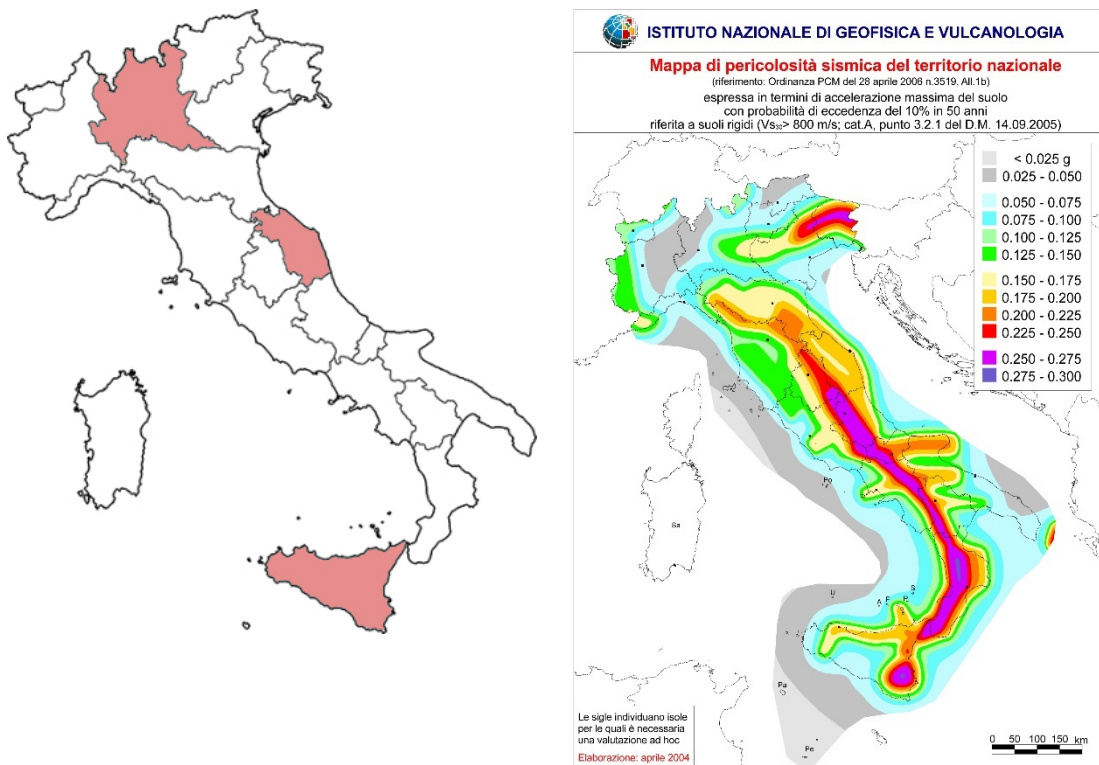 ISTITUTO NAZIONALE DI GEOFISICA E VULCANOLOGIA
Mappa di pericolosità sismica del territorio nazionale
(riferimento: Ordinanza PCM del 28 aprile 2006 n.3519, All.1b)
espressa in termini di accelerazione massima del suolo
con probabilità di eccedenza del 10% in 50 anni
riferita a suoli rigidi (Vs₃₀> 800 m/s; cat.A, punto 3.2.1 del D.M. 14.09.2005)
< 0.025 g
0.025 - 0.050
0.050 - 0.075
0.075 - 0.100
0.100 - 0.125
0.125 - 0.150
0.150 - 0.175
0.175 - 0.200
0.200 - 0.225
0.225 - 0.250
0.250 - 0.275
0.275 - 0.300
Po
Sa
U
A
F
P
S
Pa
Pe
Le sigle individuano isole
per le quali è necessaria
una valutazione ad hoc
Elaborazione: aprile 2004
0 50 100 150 km